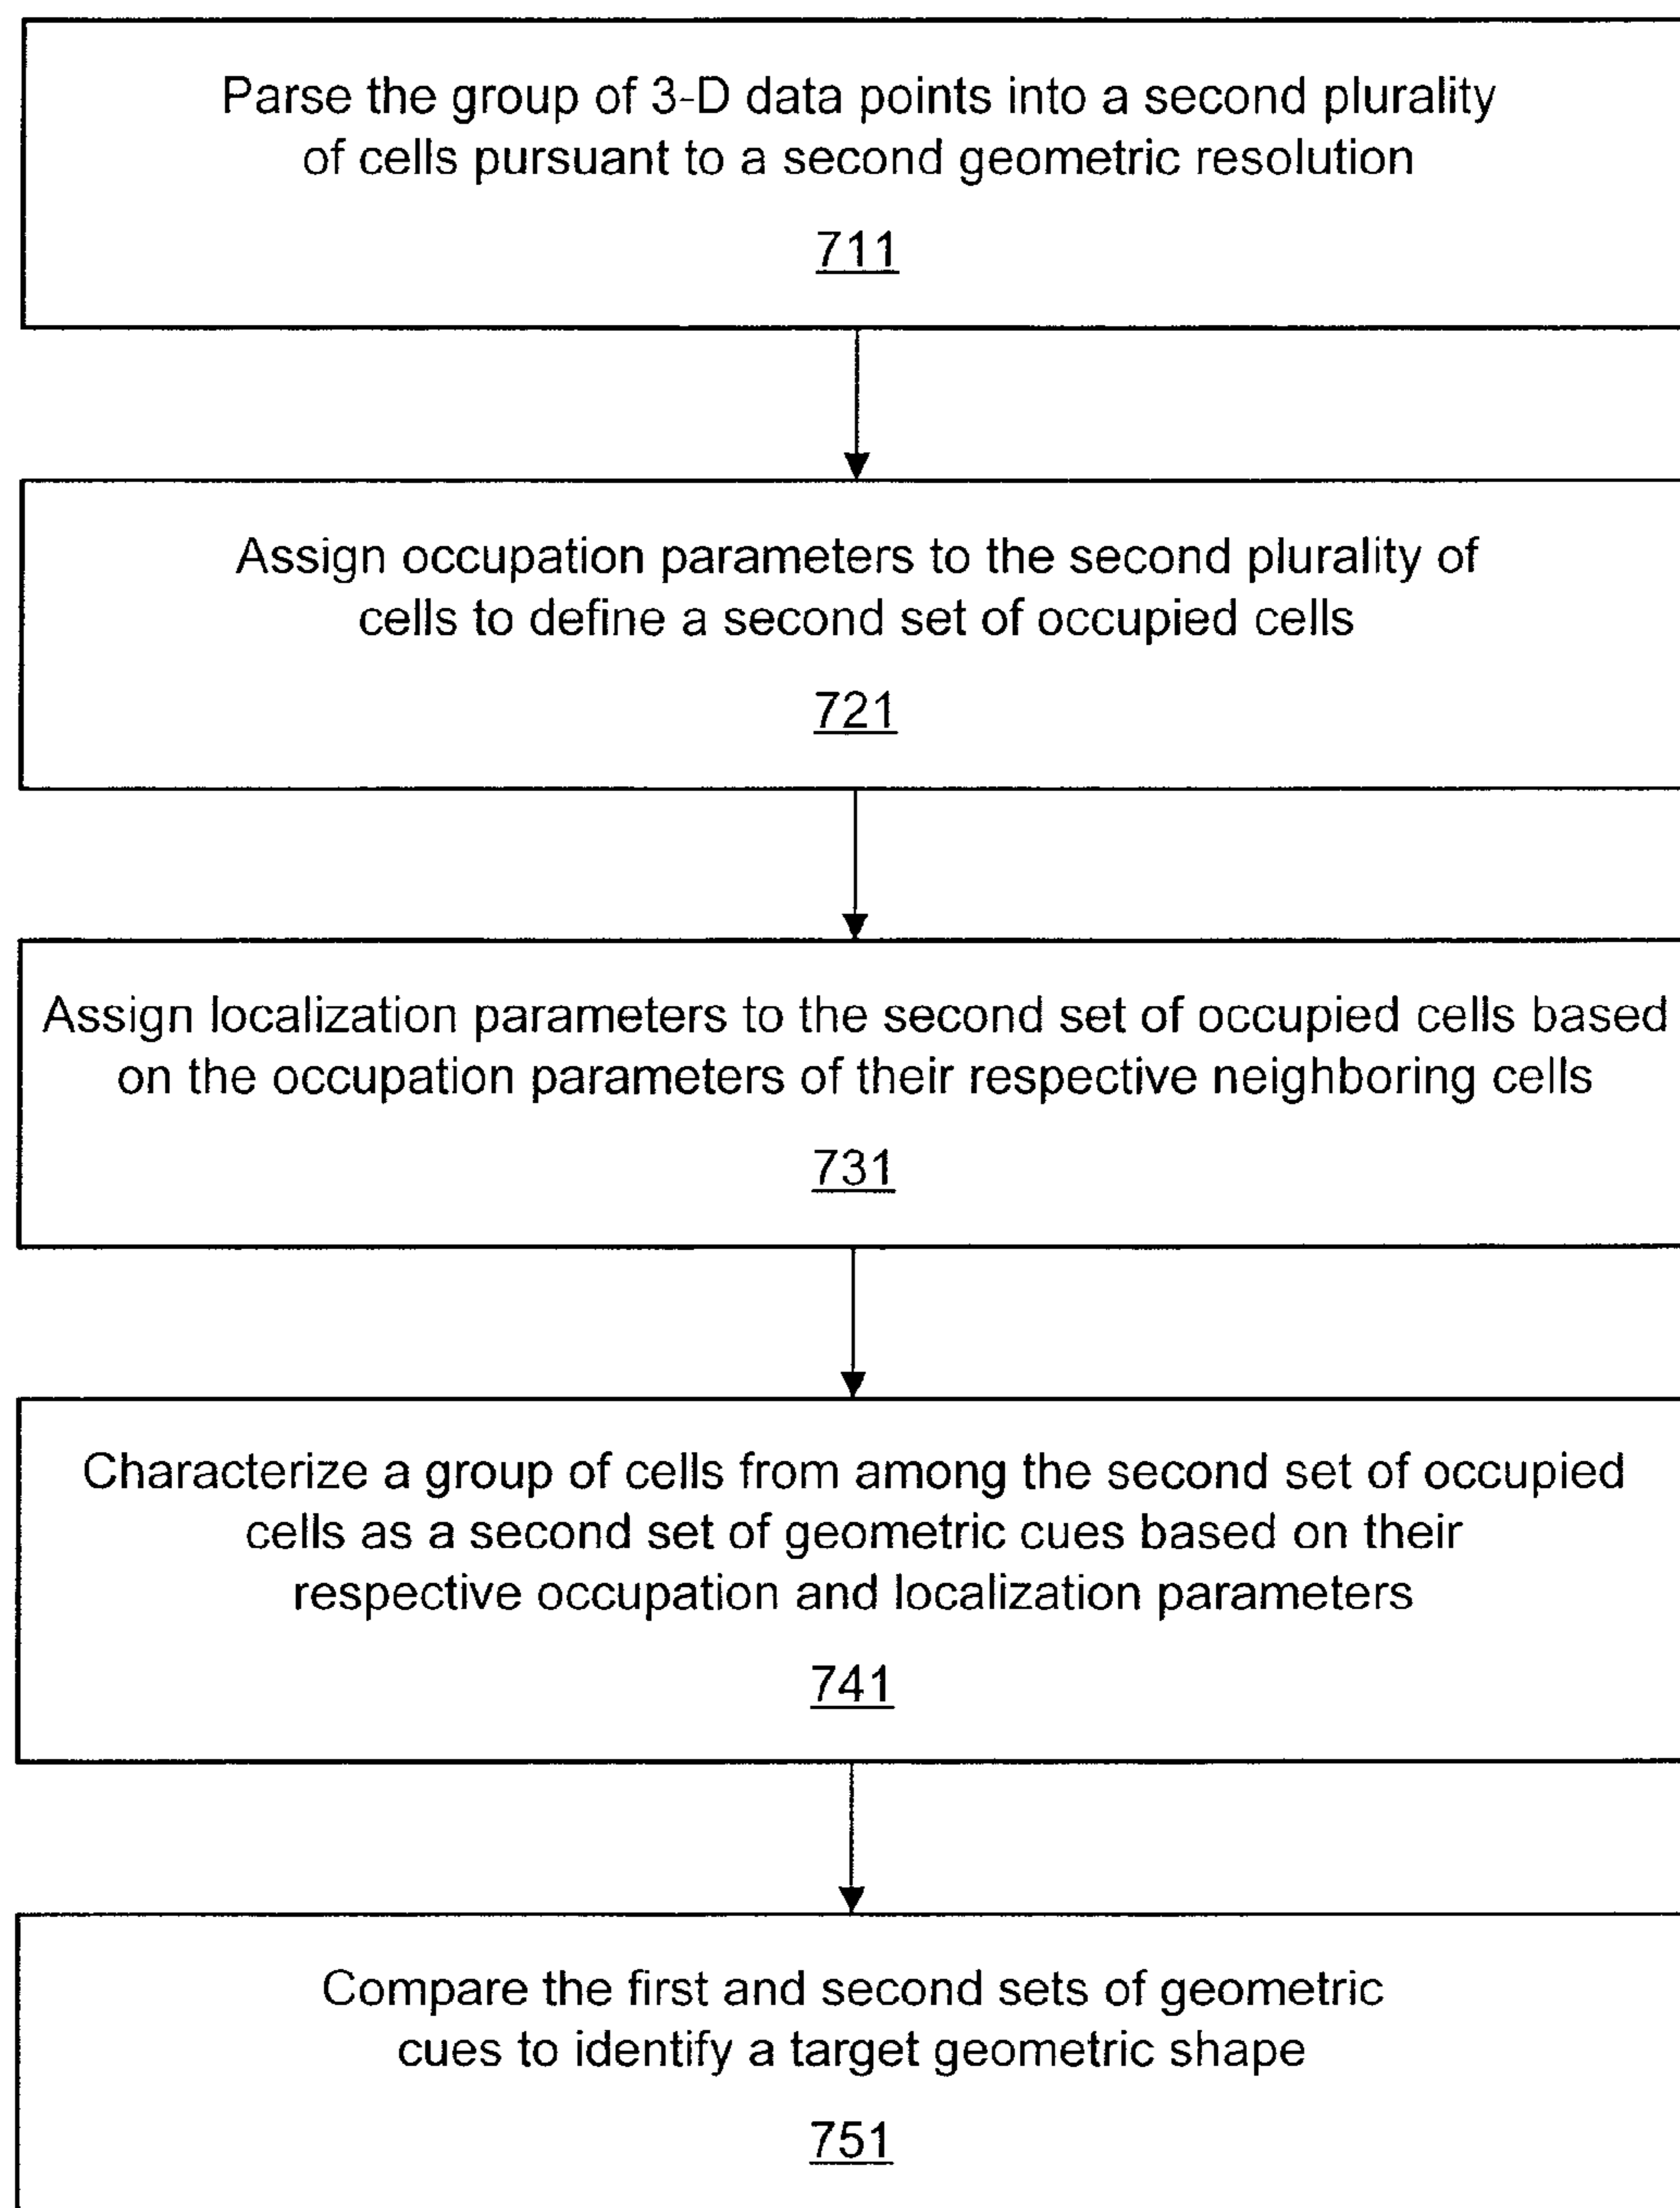 Parse the group of 3-D data points into a second plurality
of cells pursuant to a second geometric resolution
711
Assign occupation parameters to the second plurality of
cells to define a second set of occupied cells
721
Assign localization parameters to the second set of occupied cells based
on the occupation parameters of their respective neighboring cells
731
Characterize a group of cells from among the second set of occupied
cells as a second set of geometric cues based on their
respective occupation and localization parameters
741
Compare the first and second sets of geometric
cues to identify a target geometric shape
751